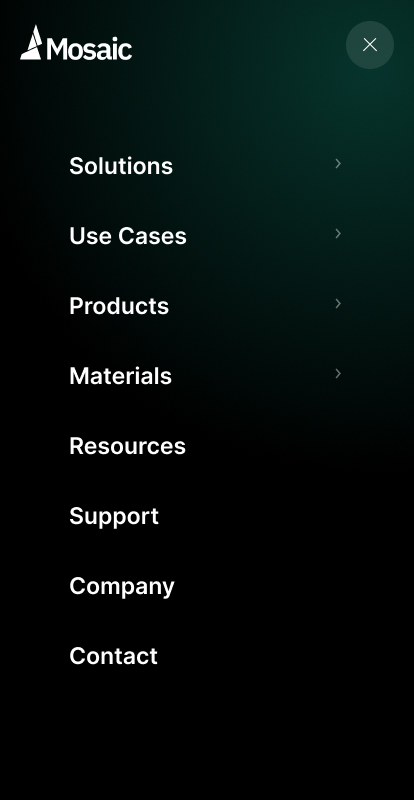 Mosaic
Solutions
Use Cases
Products
Materials
Resources
Support
Company
Contact